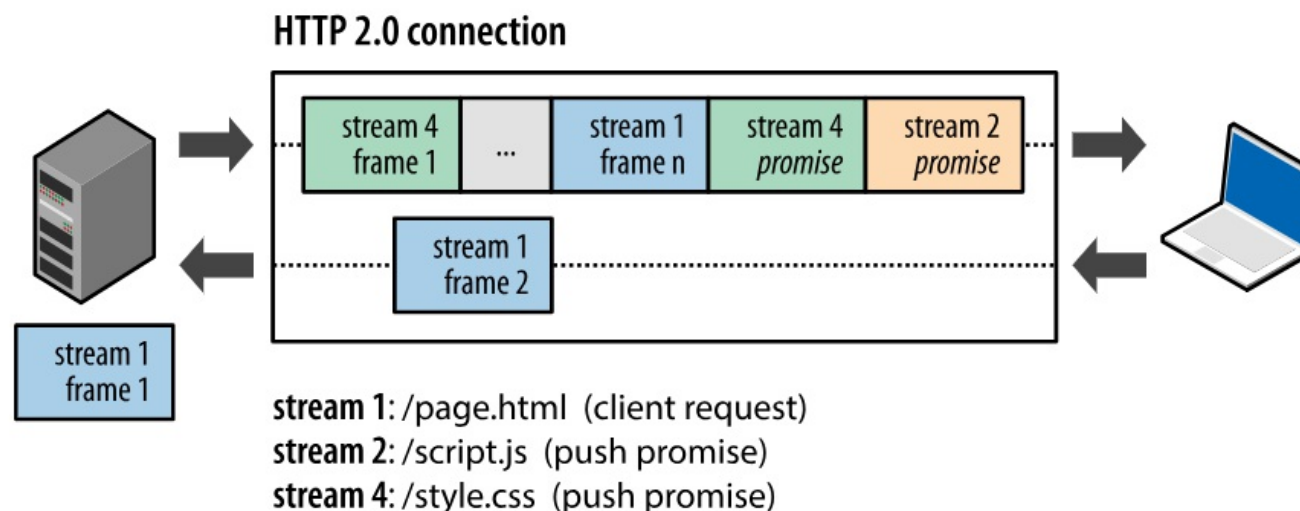 HTTP 2.0 connection
stream 4
frame 1
...
stream 1
frame n
stream 4
promise
stream 2
promise
stream 1
frame 2
stream 1
frame 1
stream 1: /page.html (client request)
stream 2: /script.js (push promise)
stream 4: /style.css (push promise)